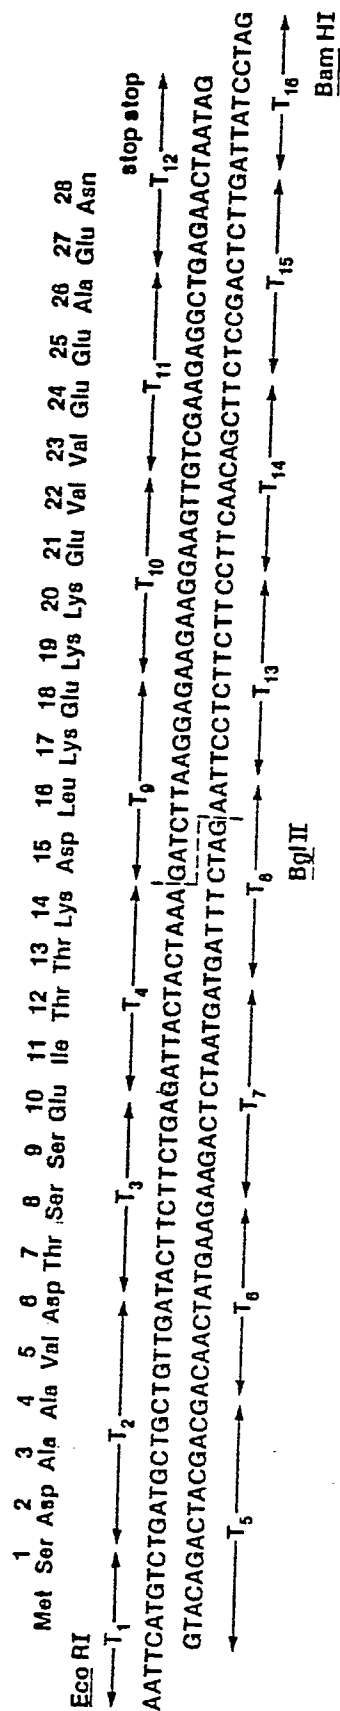 1 2 3 4 5 6 7 8 9 10 11 12 13 14 15 16 17 18 19 20 21 22 23 24 25 26 27 28
Met Ser Asp Ala Ala Val Asp Thr Ser Ser Glu Ile Thr Thr Lys Asp Leu Lys Glu Lys Lys Glu Val Val Glu Glu Ala Glu Asn stop stop
Eco RI
T1 T2 T3 T4 T9 T10 T11 T12
AATTCATGTCTGATGCTGCTGTTGATACTTCTTCTGAGATTACTACTAAAGATCTTAAGGAGAAGAAGGAAGTTGTCGAAGAGGCTGAGAACTAATAG
GTACAGACTACGACGACAACTATGAAGAAGACTCTAATGATGATTTCTAGAATTCCTCTTCTTCCTTCAACAGCTTCTCCGACTCTTGATTATCCTAG
T5 T6 T7 T8 T13 T14 T15 T16
Bgl II Bam HI